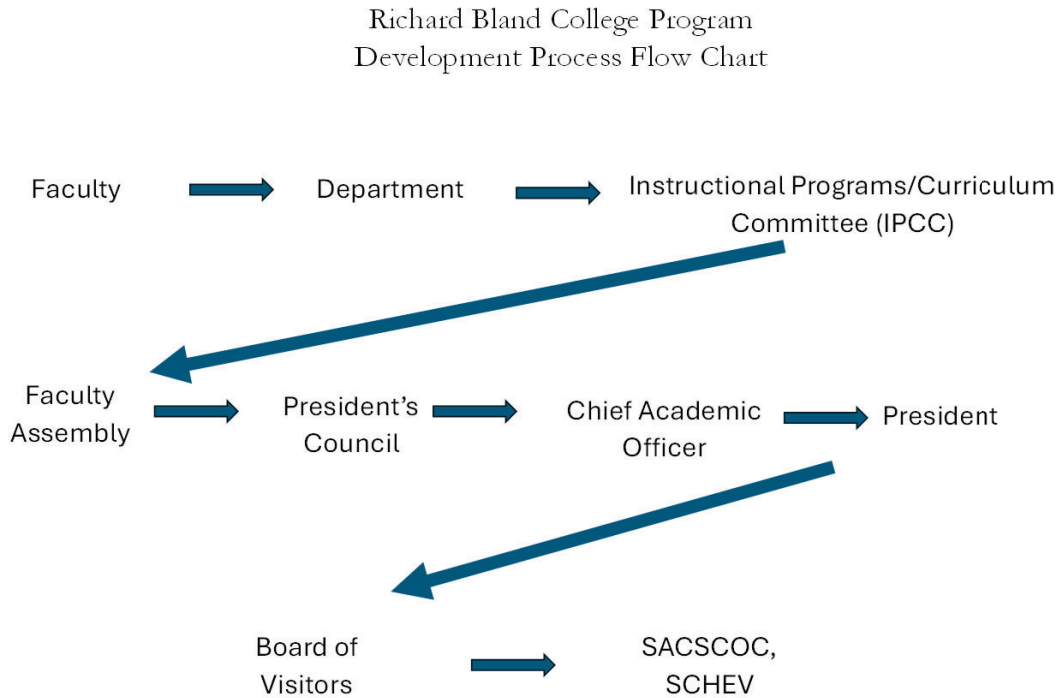 Richard Bland College Program
Development Process Flow Chart
Faculty
Department
Instructional Programs/Curriculum
Committee (IPCC)
Faculty
Assembly
President’s
Council
Chief Academic
Officer
President
Board of
Visitors
SACSCOC,
SCHEV